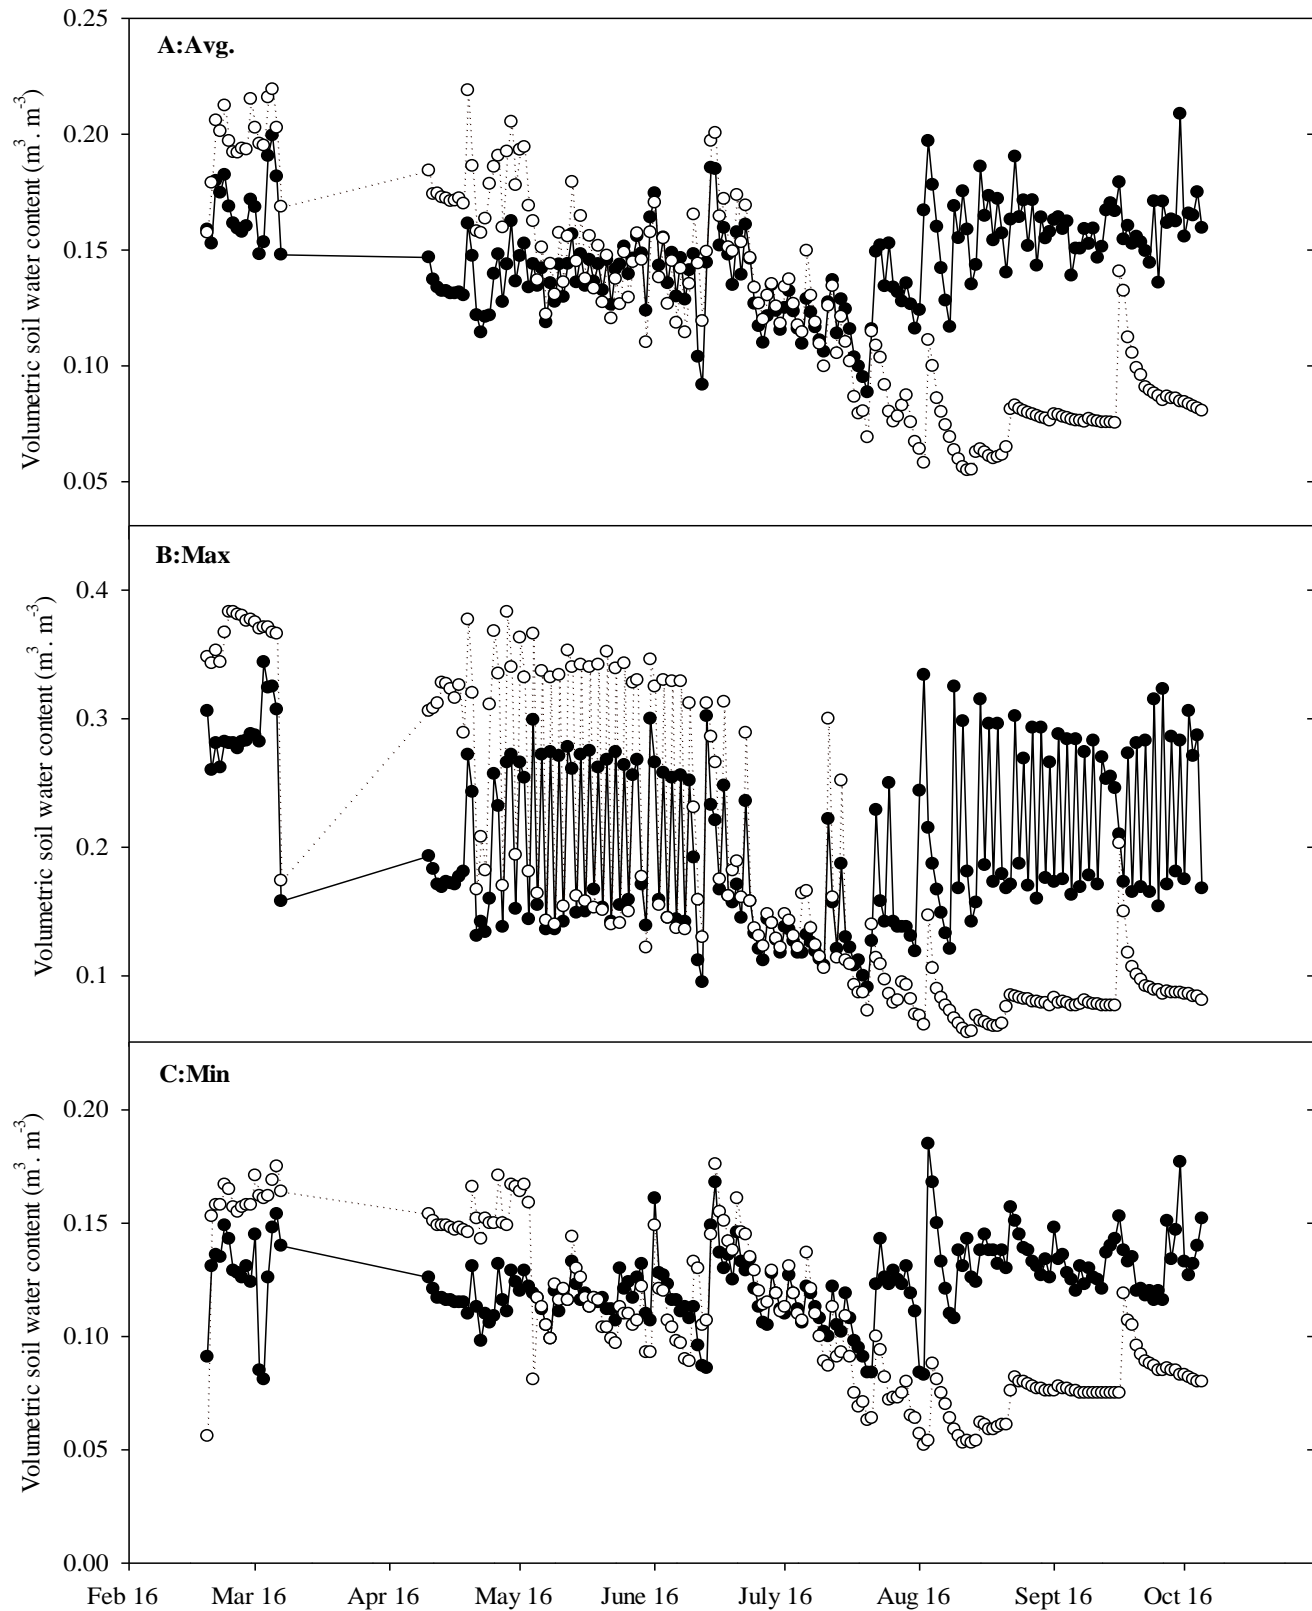 A:Avg.
Volumetric soil water content (m³. m⁻³)
0.25
0.20
0.15
0.10
0.05
B:Max
Volumetric soil water content (m³. m⁻³)
0.4
0.3
0.2
0.1
C:Min
Volumetric soil water content (m³. m⁻³)
0.20
0.15
0.10
0.05
0.00
Feb 16 Mar 16 Apr 16 May 16 June 16 July 16 Aug 16 Sept 16 Oct 16